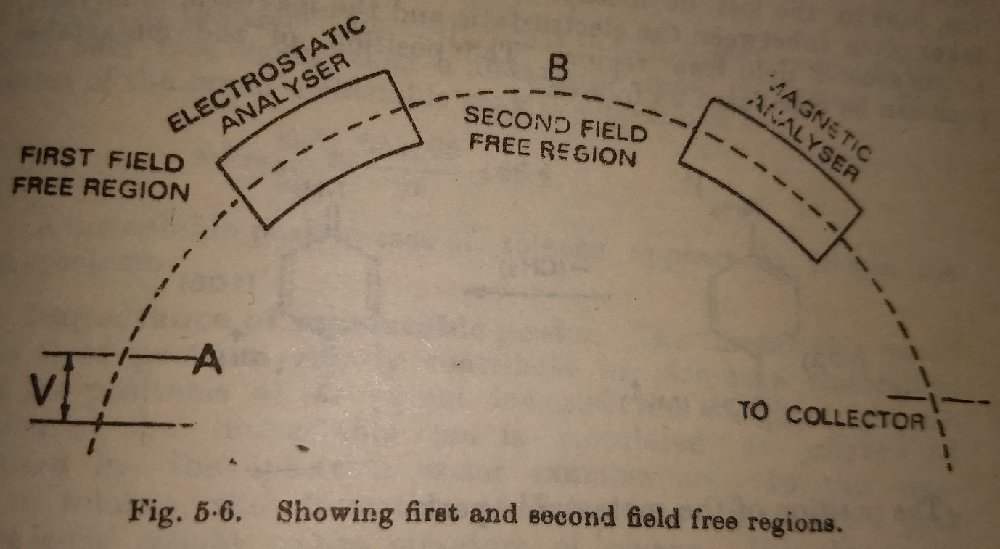 ELECTROSTATIC
ANALYSER
B
MAGNETIC
ANALYSER
SECOND FIELD
FREE REGION
FIRST FIELD
FREE REGION
A
V
TO COLLECTOR
Fig. 5·6. Showing first and second field free regions.